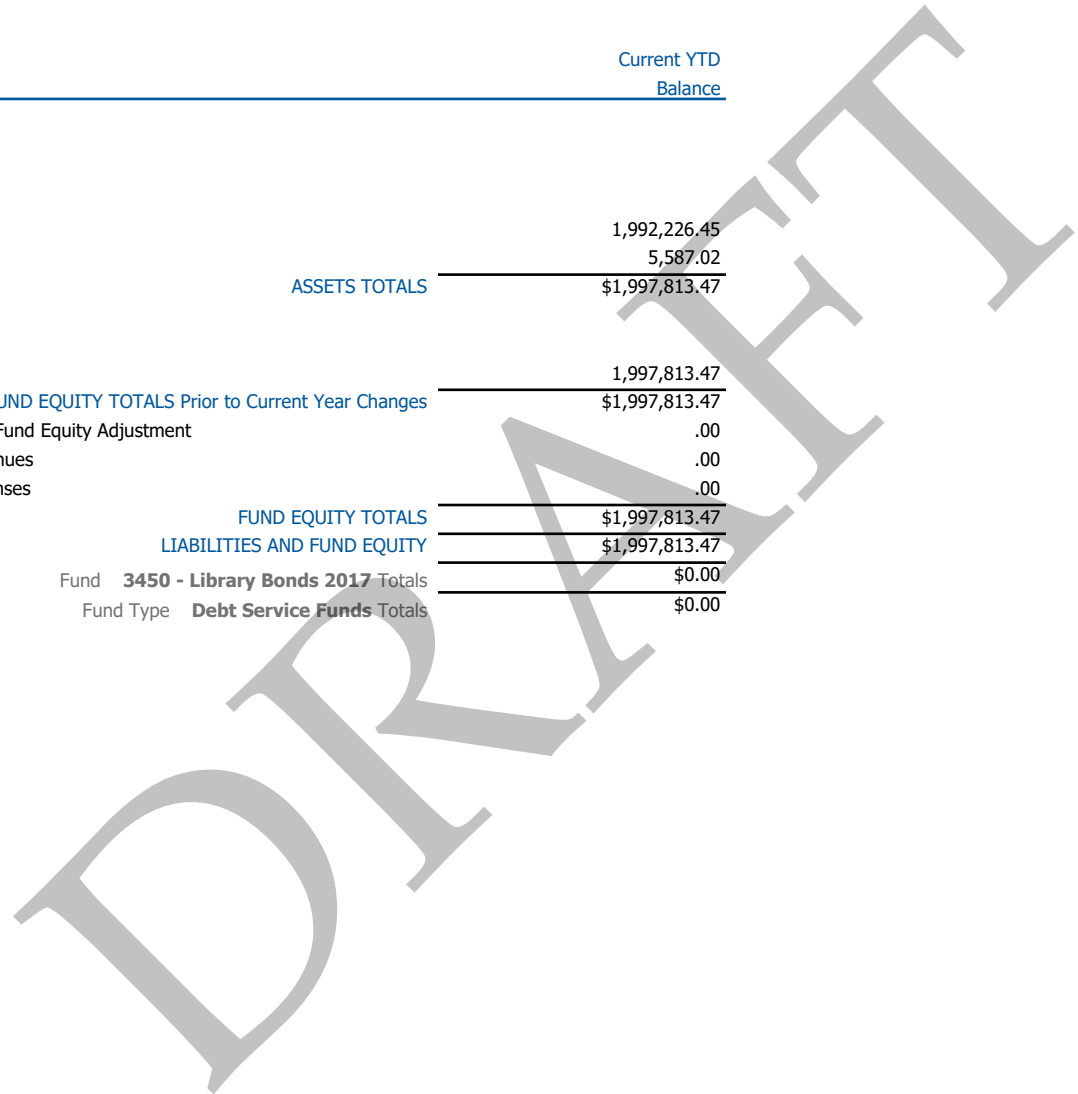 Current YTD
Balance
1,992,226.45
5,587.02
ASSETS TOTALS $1,997,813.47
1,997,813.47
UND EQUITY TOTALS Prior to Current Year Changes $1,997,813.47
Fund Equity Adjustment .00
nues .00
nses .00
FUND EQUITY TOTALS $1,997,813.47
LIABILITIES AND FUND EQUITY $1,997,813.47
Fund 3450 - Library Bonds 2017 Totals $0.00
Fund Type Debt Service Funds Totals $0.00
DRAFT